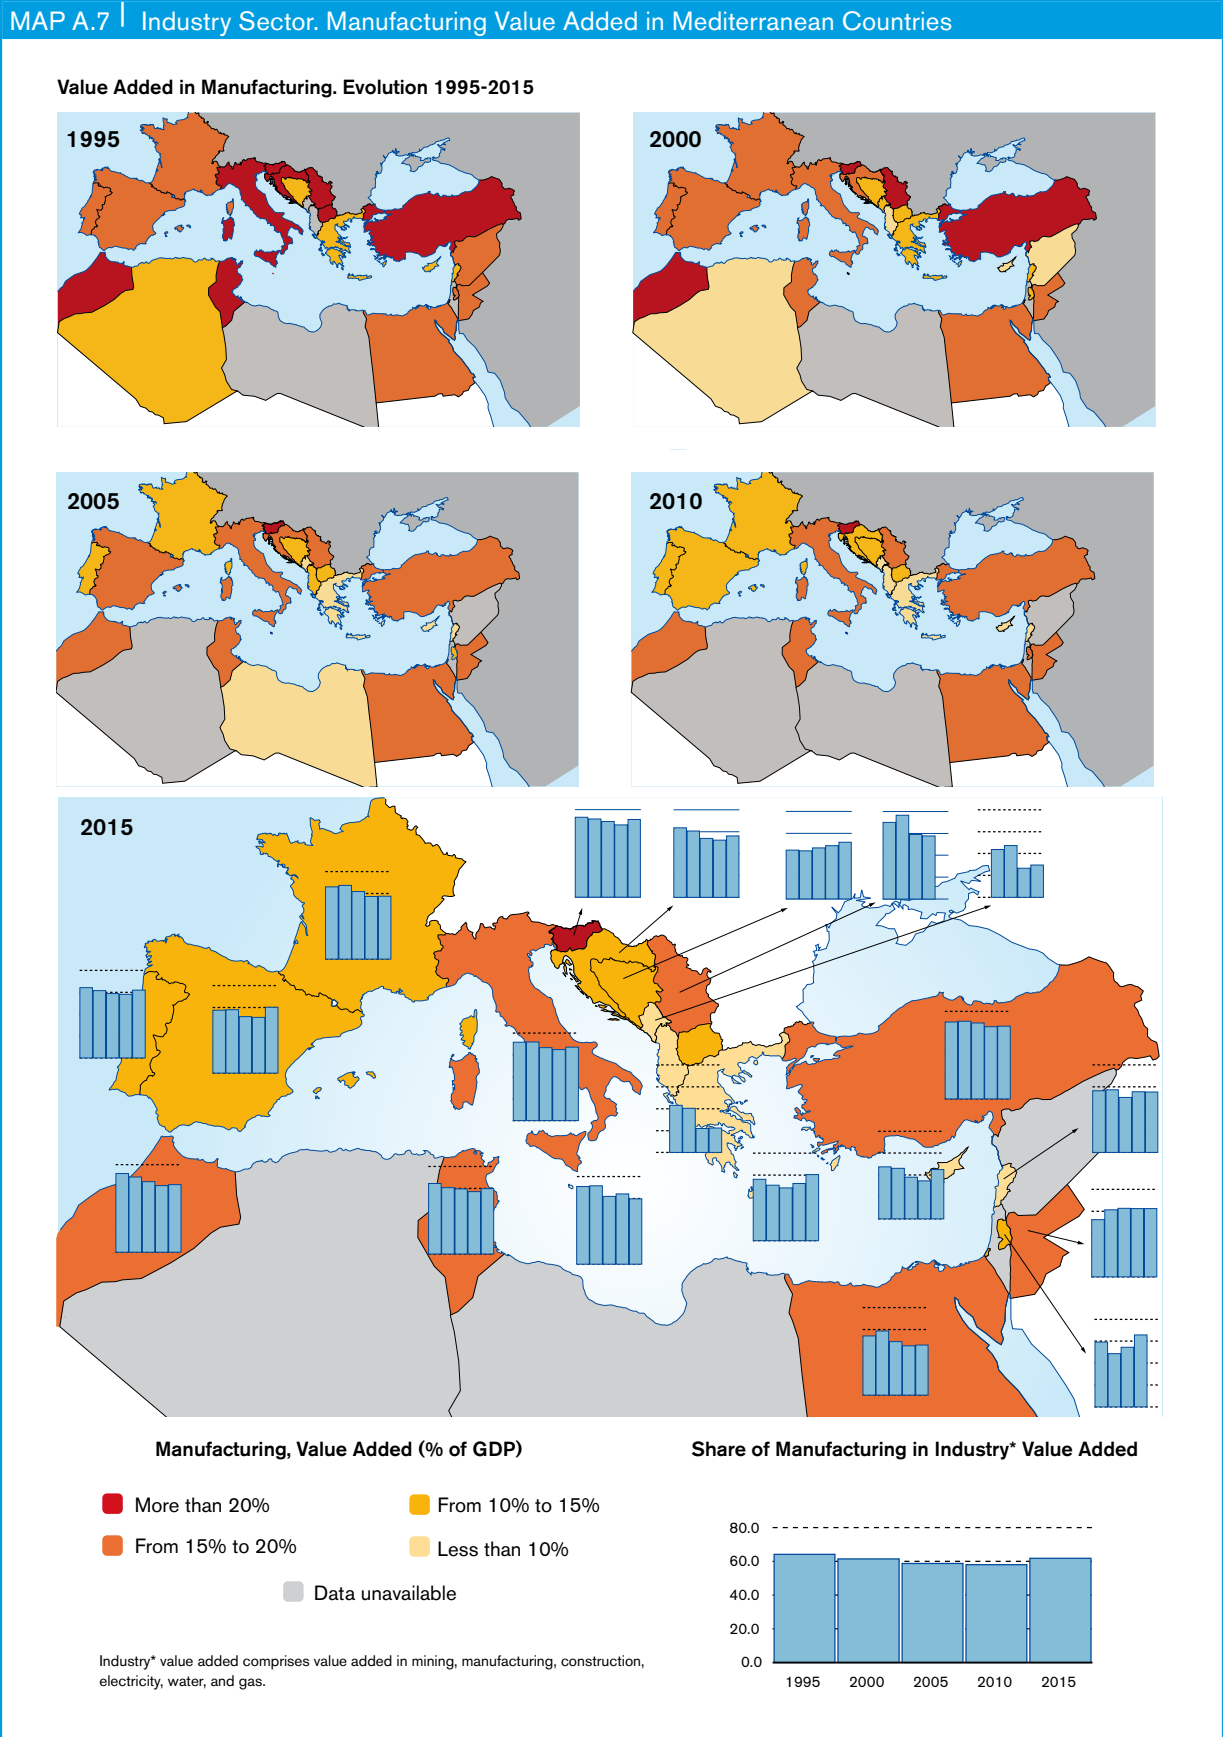 MAP A.7 | Industry Sector. Manufacturing Value Added in Mediterranean Countries
Value Added in Manufacturing. Evolution 1995-2015
1995
2000
2005
2010
2015
Manufacturing, Value Added (% of GDP)
More than 20%
From 10% to 15%
From 15% to 20%
Less than 10%
Data unavailable
Share of Manufacturing in Industry* Value Added
80.0
60.0
40.0
20.0
0.0
1995 2000 2005 2010 2015
Industry* value added comprises value added in mining, manufacturing, construction,
electricity, water, and gas.